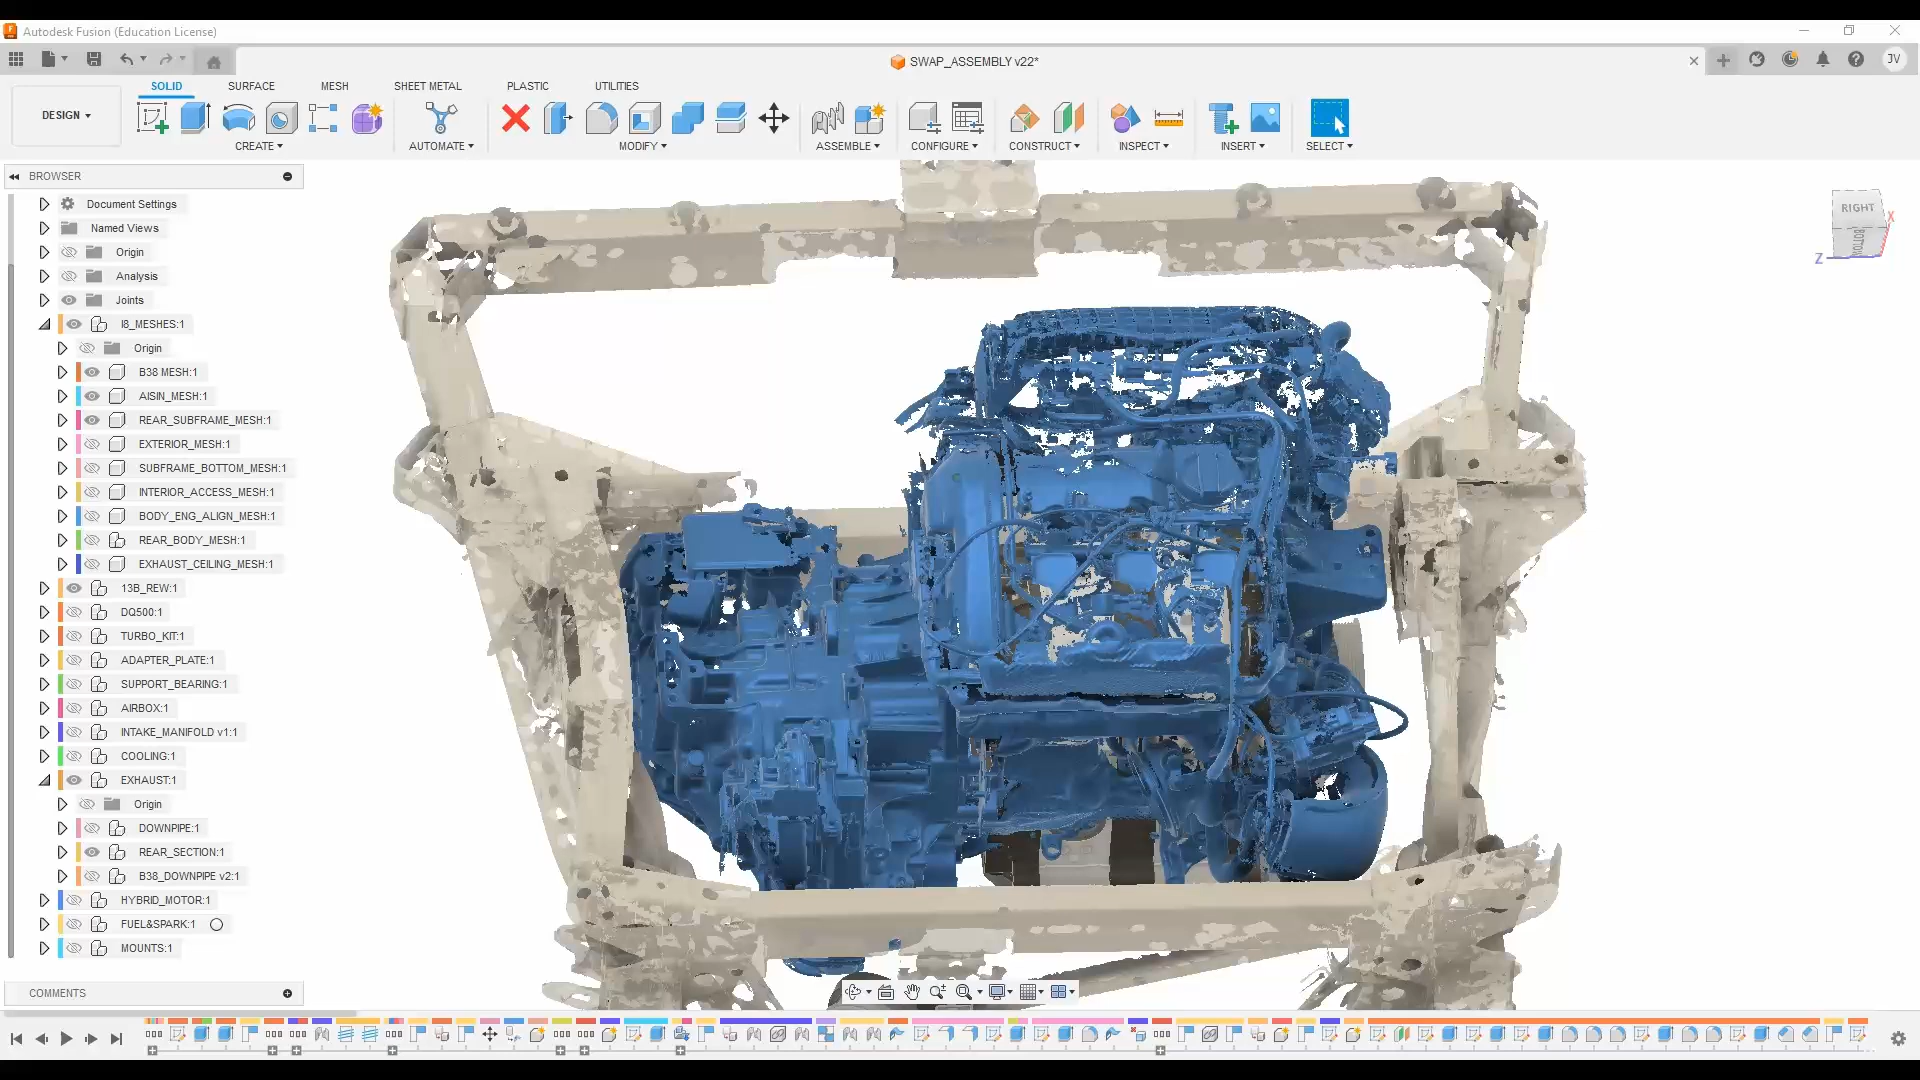 Autodesk Fusion (Education License)
SWAP_ASSEMBLY v22*
JV
SOLID
SURFACE
MESH
SHEET METAL
PLASTIC
UTILITIES
DESIGN
CREATE
AUTOMATE
MODIFY
ASSEMBLE
CONFIGURE
CONSTRUCT
INSPECT
INSERT
SELECT
BROWSER
Document Settings
Named Views
Origin
Analysis
Joints
I8_MESHES:1
Origin
B38 MESH:1
AISIN_MESH:1
REAR_SUBFRAME_MESH:1
EXTERIOR_MESH:1
SUBFRAME_BOTTOM_MESH:1
INTERIOR_ACCESS_MESH:1
BODY_ENG_ALIGN_MESH:1
REAR_BODY_MESH:1
EXHAUST_CEILING_MESH:1
13B_REW:1
DQ500:1
TURBO_KIT:1
ADAPTER_PLATE:1
SUPPORT_BEARING:1
AIRBOX:1
INTAKE_MANIFOLD v1:1
COOLING:1
EXHAUST:1
Origin
DOWNPIPE:1
REAR_SECTION:1
B38_DOWNPIPE v2:1
HYBRID_MOTOR:1
FUEL&SPARK:1
MOUNTS:1
COMMENTS
RIGHT
BOTTOM
X
Z